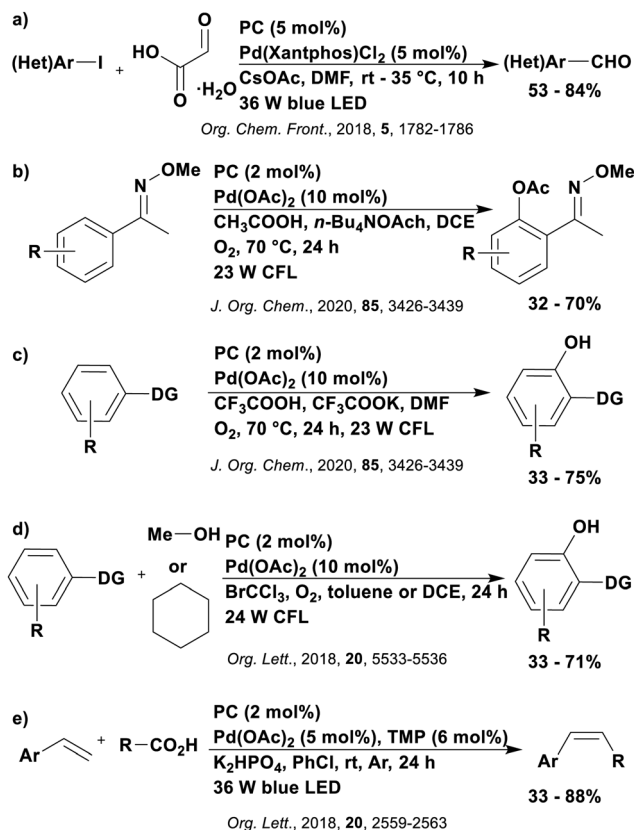 a)
(Het)Ar—I
+
HO
O
O
·H2O
PC (5 mol%)
Pd(Xantphos)Cl2 (5 mol%)
CsOAc, DMF, rt - 35 °C, 10 h
36 W blue LED
(Het)Ar—CHO
53 - 84%
Org. Chem. Front., 2018, 5, 1782-1786
b)
N
OMe
R
PC (2 mol%)
Pd(OAc)2 (10 mol%)
CH3COOH, n-Bu4NOAch, DCE
O2, 70 °C, 24 h
23 W CFL
OAc
N
OMe
R
32 - 70%
J. Org. Chem., 2020, 85, 3426-3439
c)
DG
R
PC (2 mol%)
Pd(OAc)2 (10 mol%)
CF3COOH, CF3COOK, DMF
O2, 70 °C, 24 h, 23 W CFL
OH
DG
R
33 - 75%
J. Org. Chem., 2020, 85, 3426-3439
d)
DG
R
+
Me—OH
or
PC (2 mol%)
Pd(OAc)2 (10 mol%)
BrCCl3, O2, toluene or DCE, 24 h
24 W CFL
OH
DG
R
33 - 71%
Org. Lett., 2018, 20, 5533-5536
e)
Ar
+
R—CO2H
PC (2 mol%)
Pd(OAc)2 (5 mol%), TMP (6 mol%)
K2HPO4, PhCl, rt, Ar, 24 h
36 W blue LED
Ar
R
33 - 88%
Org. Lett., 2018, 20, 2559-2563